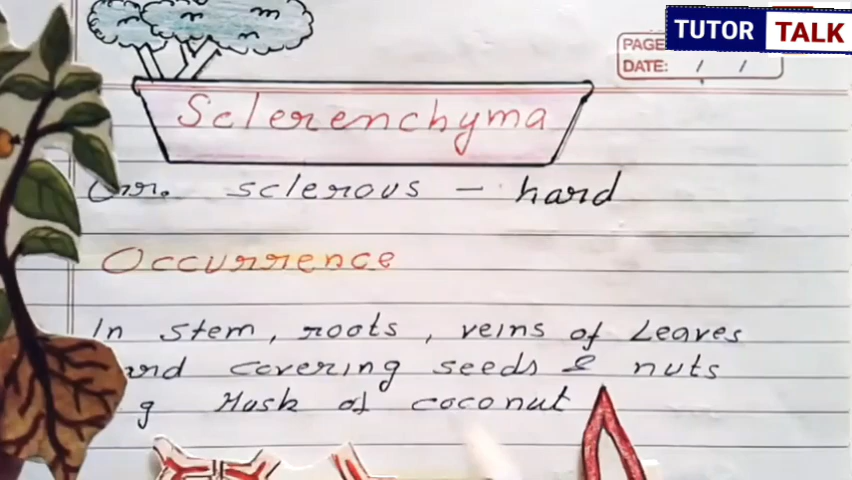 TUTOR TALK
PAGE
DATE: / /
Sclerenchyma
Gr. sclerous — hard
Occurrence
In stem, roots, veins of Leaves
covering seeds & nuts
g Husk of coconut